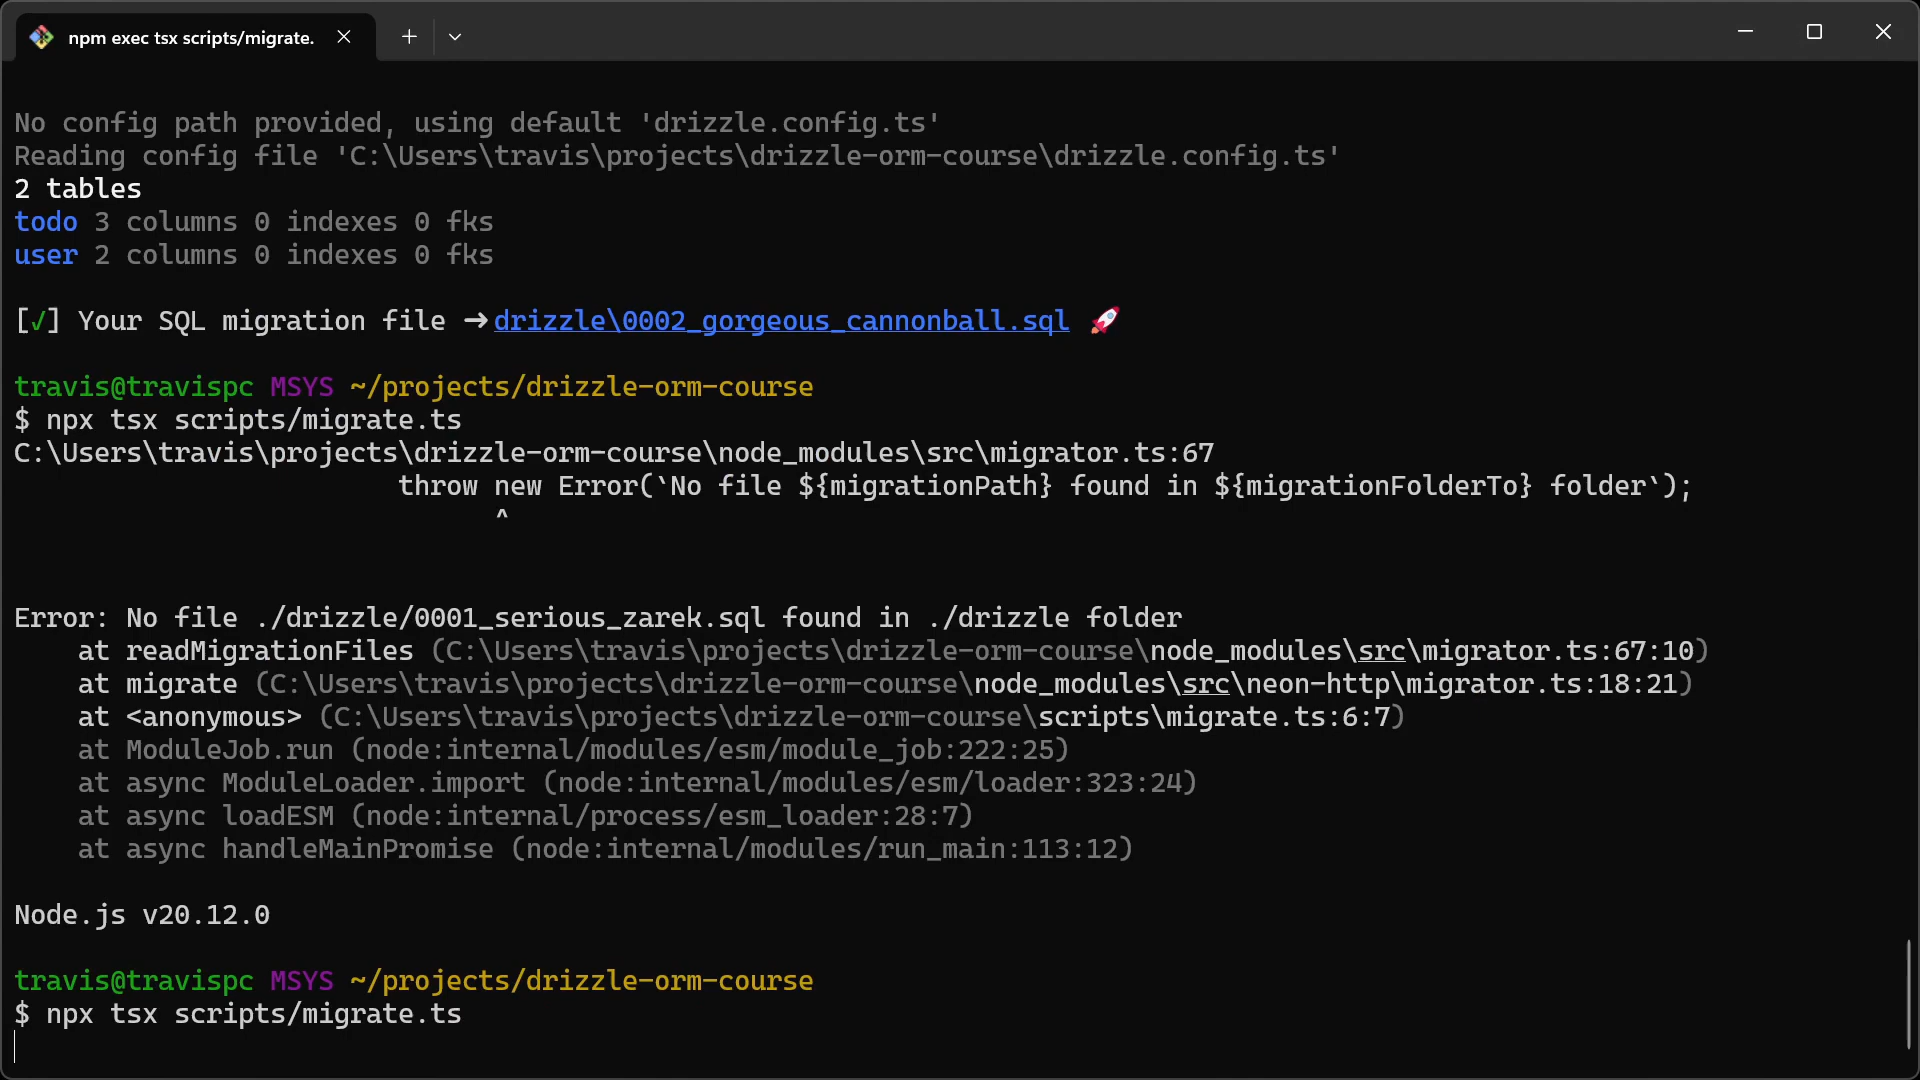 npm exec tsx scripts/migrate.
No config path provided, using default 'drizzle.config.ts'
Reading config file 'C:\Users\travis\projects\drizzle-orm-course\drizzle.config.ts'
2 tables
todo 3 columns 0 indexes 0 fks
user 2 columns 0 indexes 0 fks
[✓] Your SQL migration file ➜ drizzle\0002_gorgeous_cannonball.sql 🚀
travis@travispc MSYS ~/projects/drizzle-orm-course
$ npx tsx scripts/migrate.ts
C:\Users\travis\projects\drizzle-orm-course\node_modules\src\migrator.ts:67
throw new Error(`No file ${migrationPath} found in ${migrationFolderTo} folder`);
^
Error: No file ./drizzle/0001_serious_zarek.sql found in ./drizzle folder
at readMigrationFiles (C:\Users\travis\projects\drizzle-orm-course\node_modules\src\migrator.ts:67:10)
at migrate (C:\Users\travis\projects\drizzle-orm-course\node_modules\src\neon-http\migrator.ts:18:21)
at <anonymous> (C:\Users\travis\projects\drizzle-orm-course\scripts\migrate.ts:6:7)
at ModuleJob.run (node:internal/modules/esm/module_job:222:25)
at async ModuleLoader.import (node:internal/modules/esm/loader:323:24)
at async loadESM (node:internal/process/esm_loader:28:7)
at async handleMainPromise (node:internal/modules/run_main:113:12)
Node.js v20.12.0
travis@travispc MSYS ~/projects/drizzle-orm-course
$ npx tsx scripts/migrate.ts